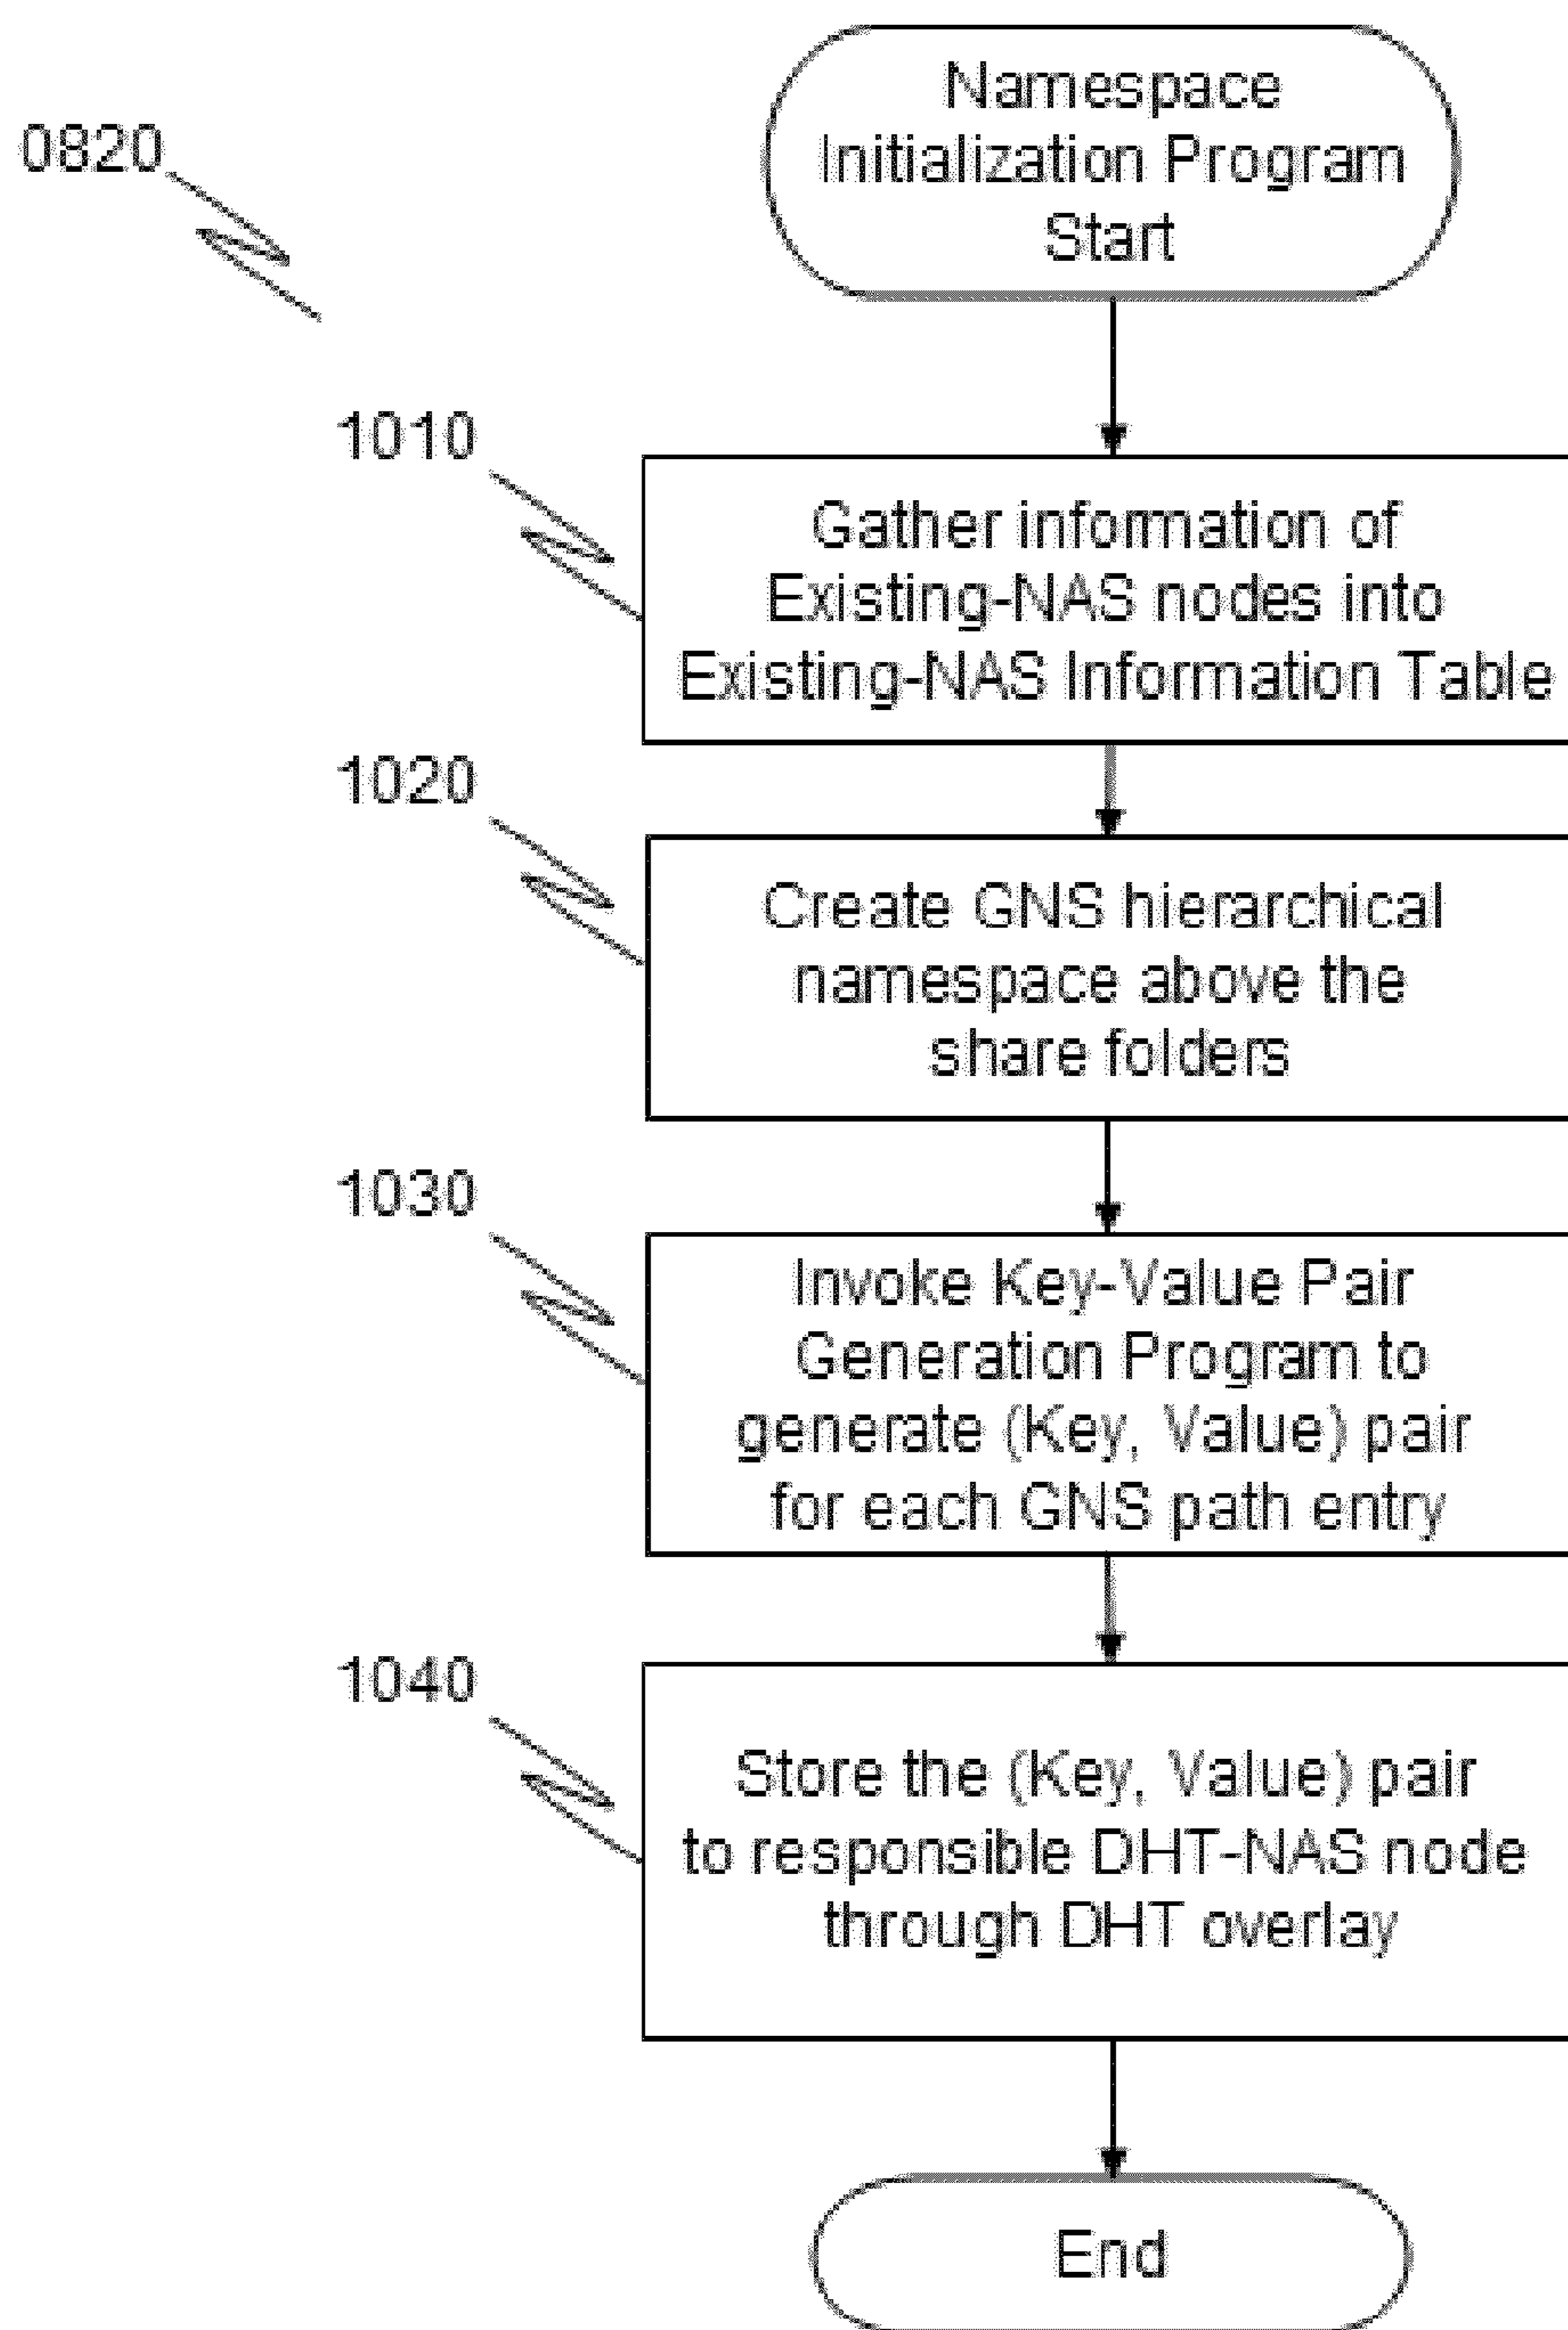 Namespace
Initialization Program
Start
0820
1010
Gather information of
Existing-NAS nodes into
Existing-NAS Information Table
1020
Create GNS hierarchical
namespace above the
share folders
1030
Invoke Key-Value Pair
Generation Program to
generate (Key, Value) pair
for each GNS path entry
1040
Store the (Key, Value) pair
to responsible DHT-NAS node
through DHT overlay
End